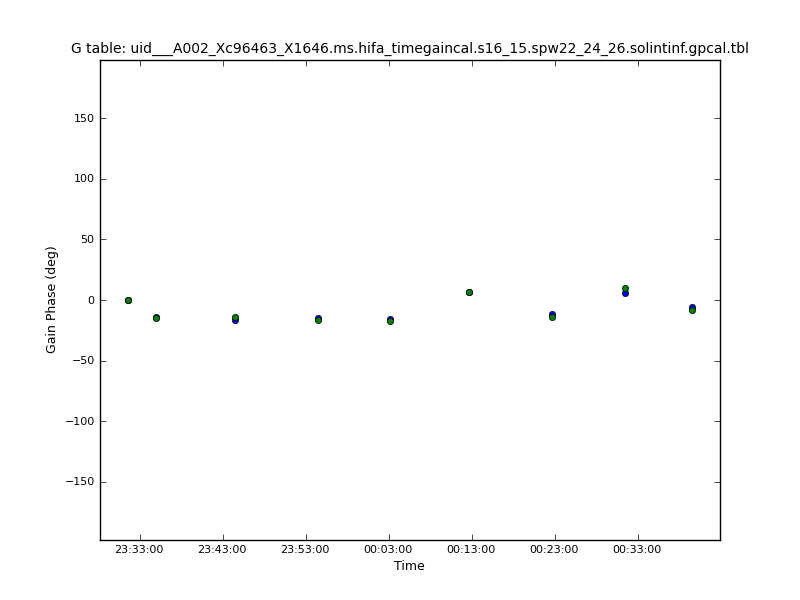 G table: uid___A002_Xc96463_X1646.ms.hifa_timegaincal.s16_15.spw22_24_26.solintinf.gpcal.tbl
150
100
50
0
−50
−100
−150
Gain Phase (deg)
23:33:00 23:43:00 23:53:00 00:03:00 00:13:00 00:23:00 00:33:00
Time